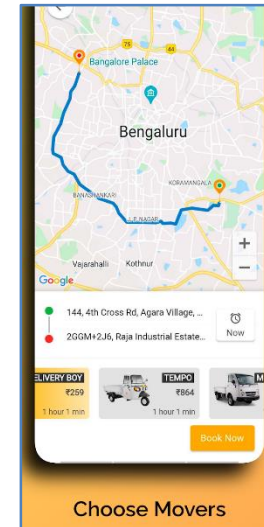 75
44
Bangalore Palace
Bengaluru
KORAMANGALA
BANASHANKARI
J.P. NAGAR
Vajarahalli Kothnur
+
−
Google
144, 4th Cross Rd, Agara Village, ...
Now
2GGM+2J6, Raja Industrial Estate...
ELIVERY BOY
TEMPO
M
₹259
₹864
1 hour 1 min
1 hour 1 min
Book Now
Choose Movers